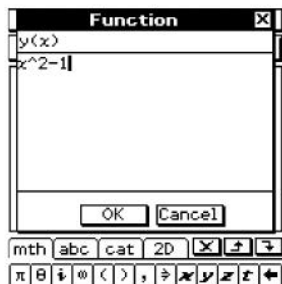 Function
y(x)
x^2-1
OK Cancel
mth abc cat 2D
π θ i ∞ ( ) , ⇒ x y z t ←